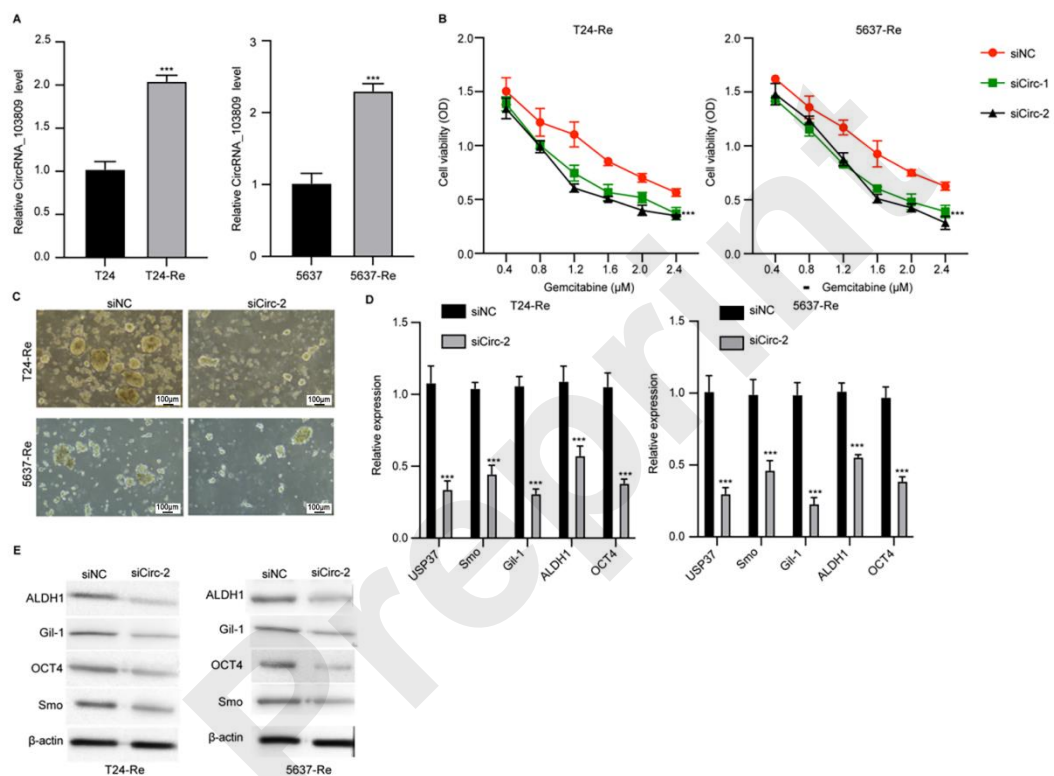 A
Relative CircRNA_103809 level
2.5
2.0
1.5
1.0
0.5
0.0
***
T24
T24-Re
Relative CircRNA_103809 level
3
2
1
0
***
5637
5637-Re
B
T24-Re
Cell viability (OD)
2.0
1.5
1.0
0.5
0.0
***
0.4
0.8
1.2
1.6
2.0
2.4
Gemcitabine (μM)
5637-Re
Cell viability (OD)
2.0
1.5
1.0
0.5
0.0
***
0.4
0.8
1.2
1.6
2.0
2.4
Gemcitabine (μM)
siNC
siCirc-1
siCirc-2
C
siNC
siCirc-2
T24-Re
100μm
100μm
5637-Re
100μm
100μm
D
T24-Re
siNC
siCirc-2
Relative expression
1.5
1.0
0.5
0.0
***
***
***
***
***
USP37
Smo
Gil-1
ALDH1
OCT4
5637-Re
siNC
siCirc-2
Relative expression
1.5
1.0
0.5
0.0
***
***
***
***
***
USP37
Smo
Gil-1
ALDH1
OCT4
E
siNC
siCirc-2
ALDH1
Gil-1
OCT4
Smo
β-actin
T24-Re
siNC
siCirc-2
ALDH1
Gil-1
OCT4
Smo
β-actin
5637-Re
Preprint